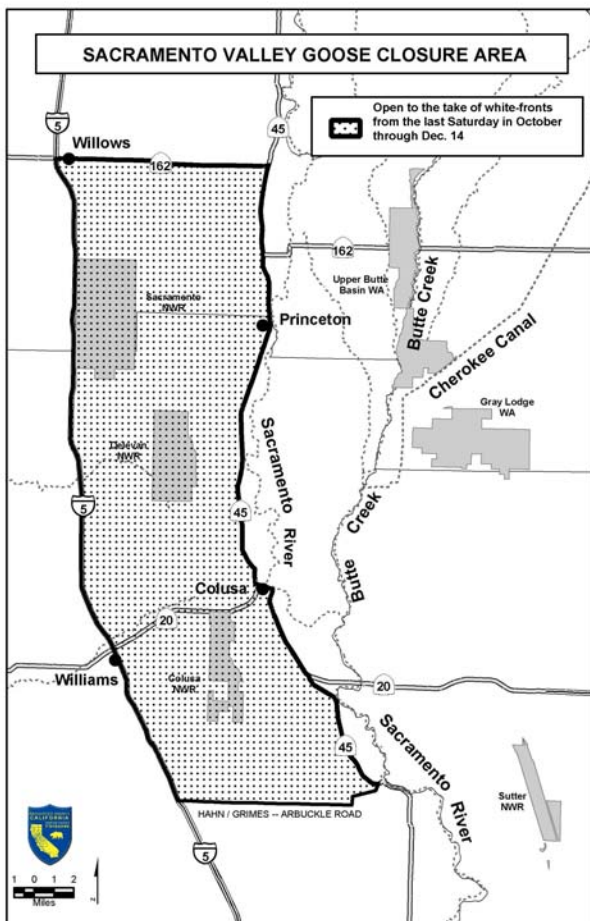 SACRAMENTO VALLEY GOOSE CLOSURE AREA
Open to the take of white-fronts
from the last Saturday in October
through Dec. 14
5
45
Willows
162
162
Upper Butte
Basin WA
Butte Creek
Sacramento
NWR
Princeton
Cherokee Canal
Gray Lodge
WA
Delevan
NWR
Sacramento
River
5
45
Creek
Butte
Colusa
20
Williams
Colusa
NWR
20
45
Sacramento
River
Sutter
NWR
HAHN / GRIMES -- ARBUCKLE ROAD
5
CALIFORNIA
1 0 1 2
Miles